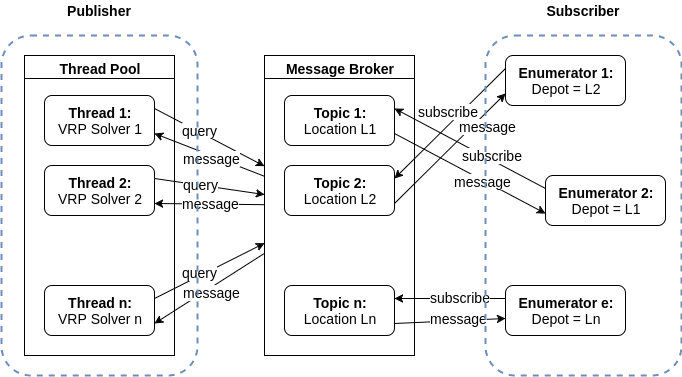 Publisher
Subscriber
Thread Pool
Message Broker
Thread 1:
VRP Solver 1
Thread 2:
VRP Solver 2
Thread n:
VRP Solver n
query
message
query
message
query
message
Topic 1:
Location L1
Topic 2:
Location L2
Topic n:
Location Ln
subscribe
message
subscribe
message
subscribe
message
Enumerator 1:
Depot = L2
Enumerator 2:
Depot = L1
Enumerator e:
Depot = Ln